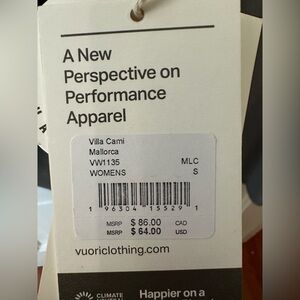 A New
Perspective on
Performance
Apparel
Villa Cami
Mallorca
VW1135 MLC
WOMENS S
1 96304 15529 1
MSRP $ 86.00 CAD
MSRP $ 64.00 USD
vuoriclothing.com
CLIMATE
Happier on a